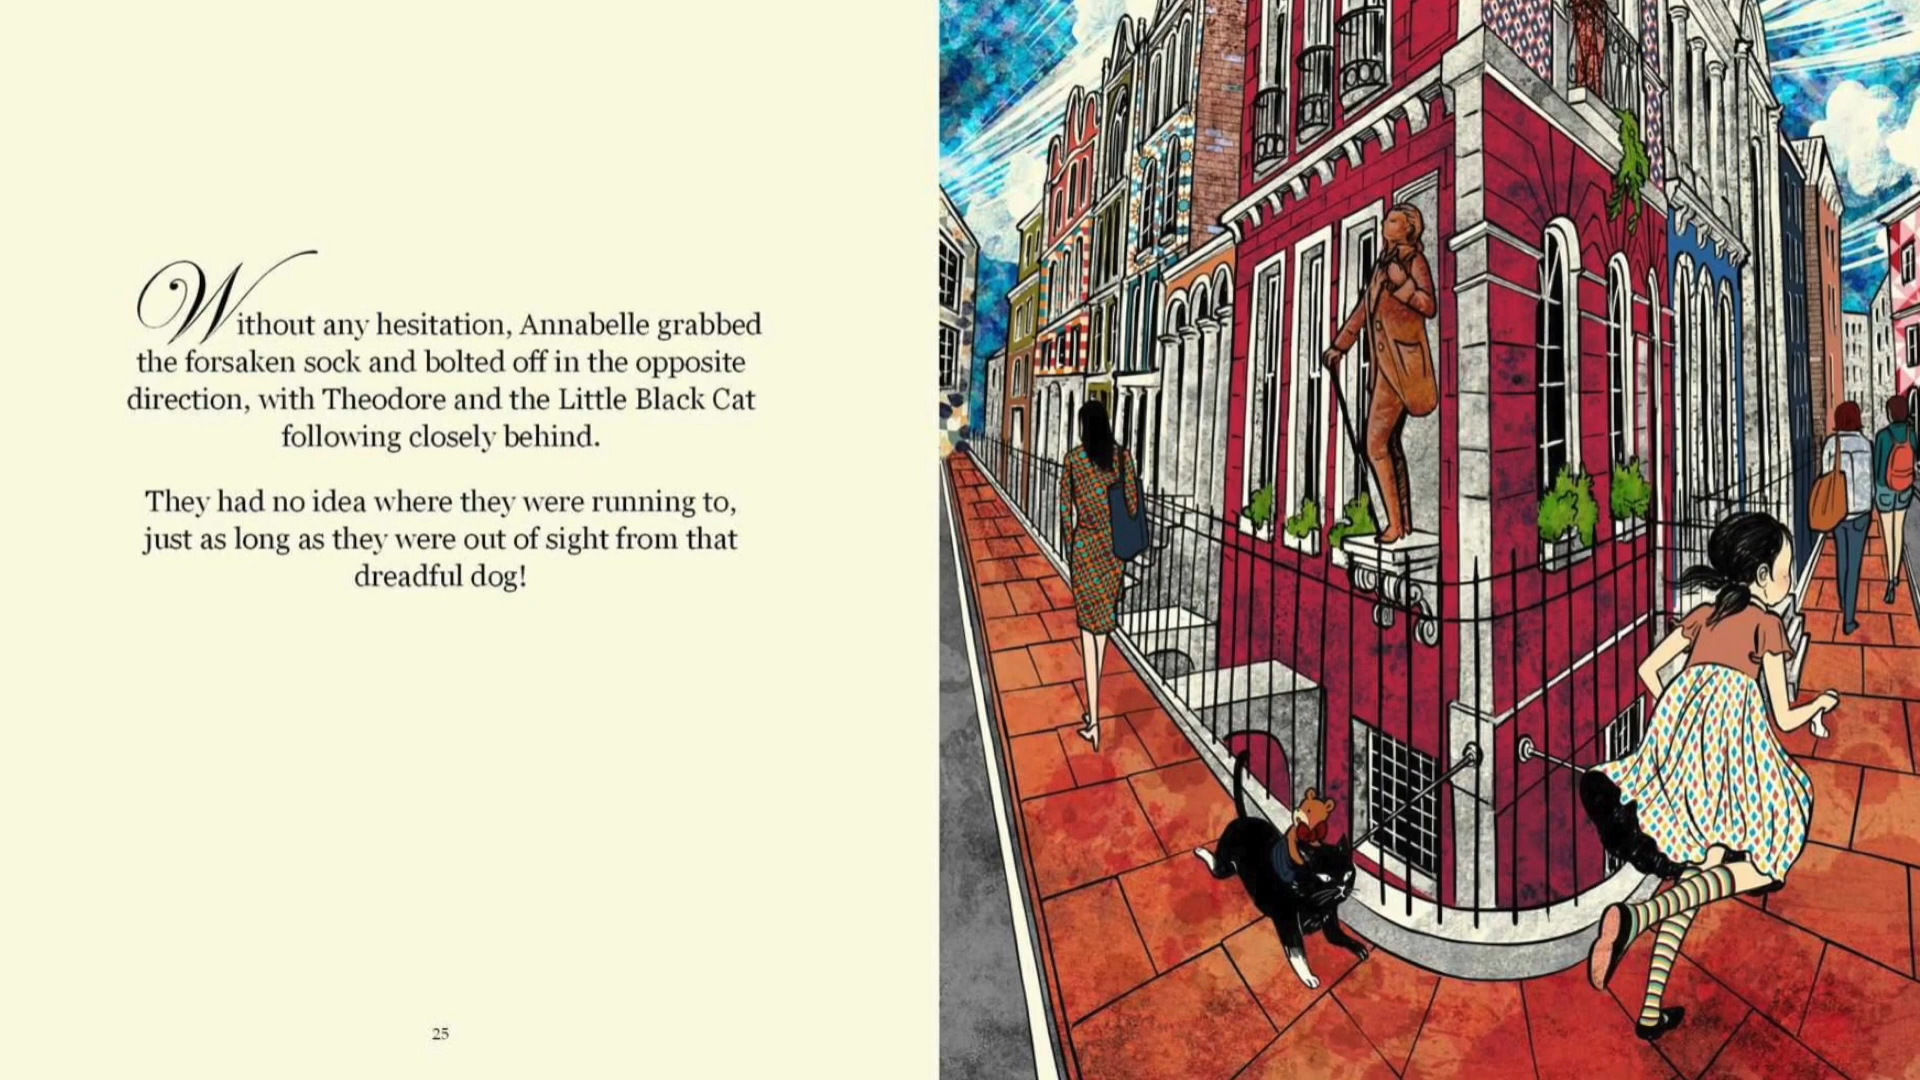 Without any hesitation, Annabelle grabbed
the forsaken sock and bolted off in the opposite
direction, with Theodore and the Little Black Cat
following closely behind.
They had no idea where they were running to,
just as long as they were out of sight from that
dreadful dog!
25